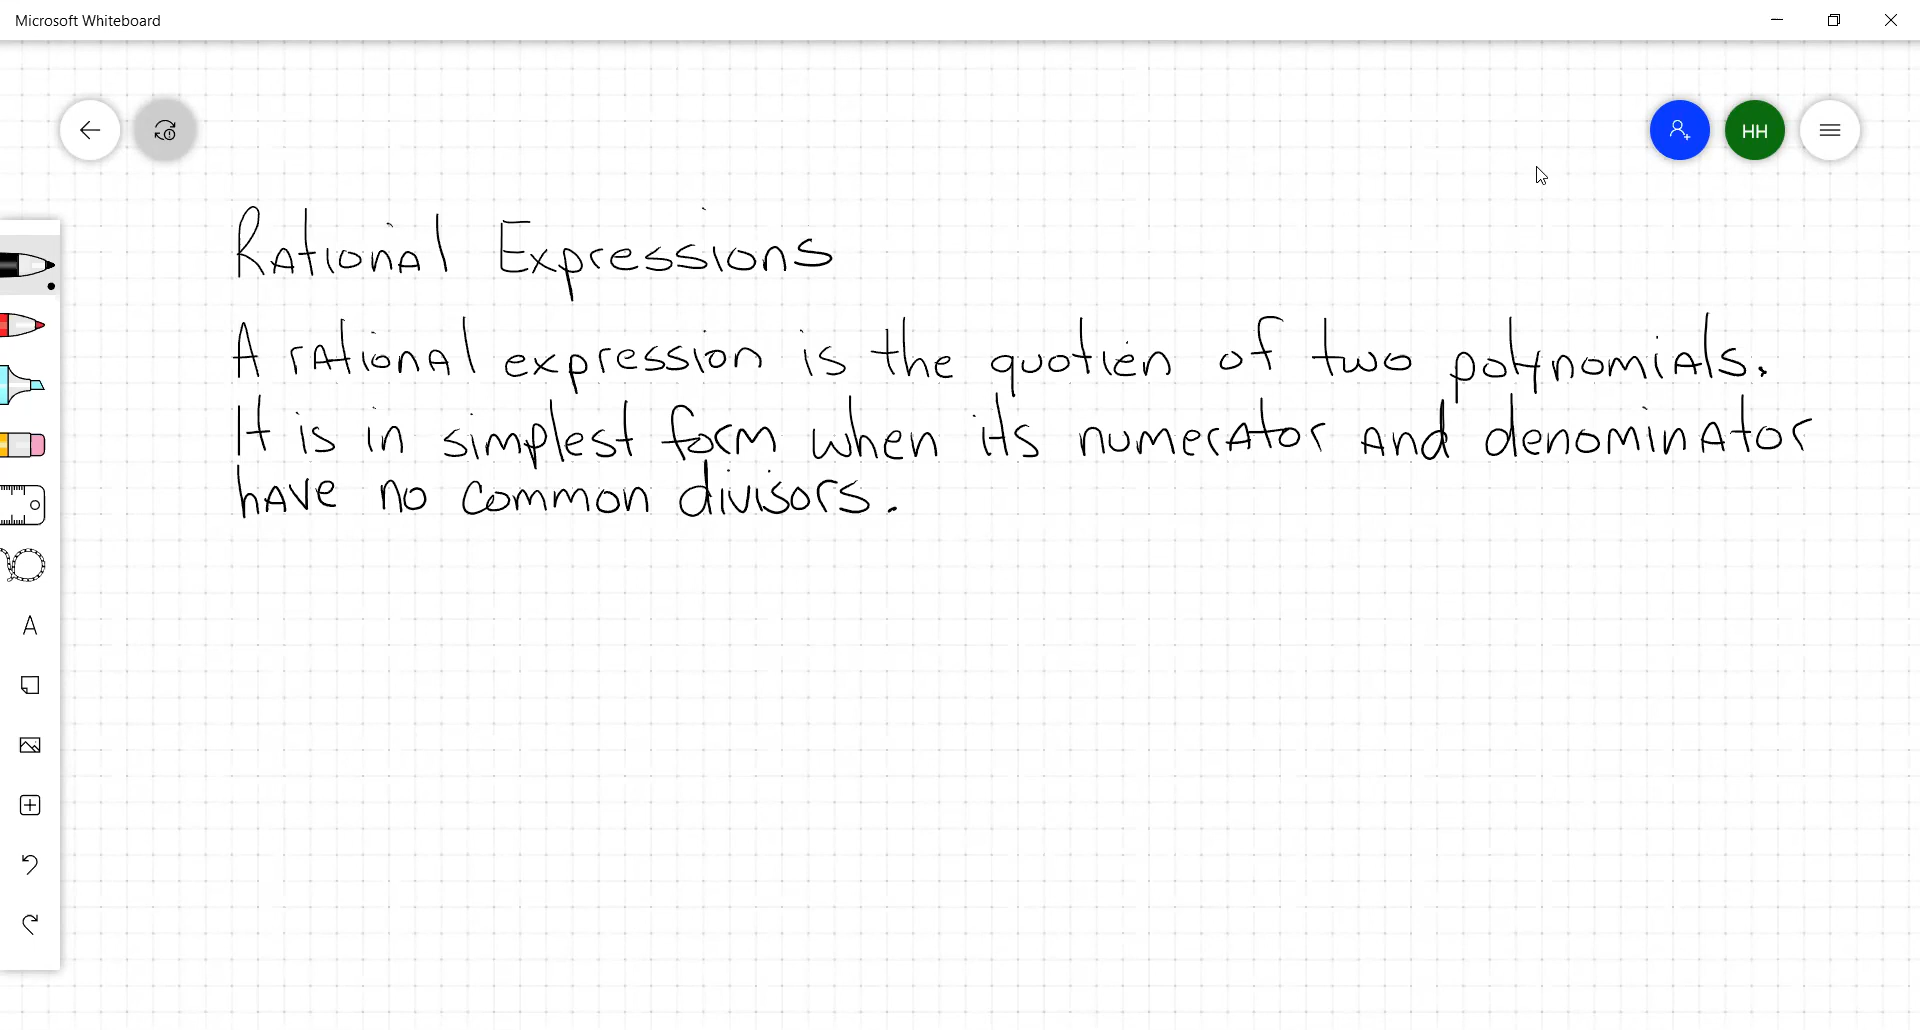 Microsoft Whiteboard
HH
Rational Expressions
A rational expression is the quotien of two polynomials.
It is in simplest form when its numerator and denominator
have no common divisors.
A